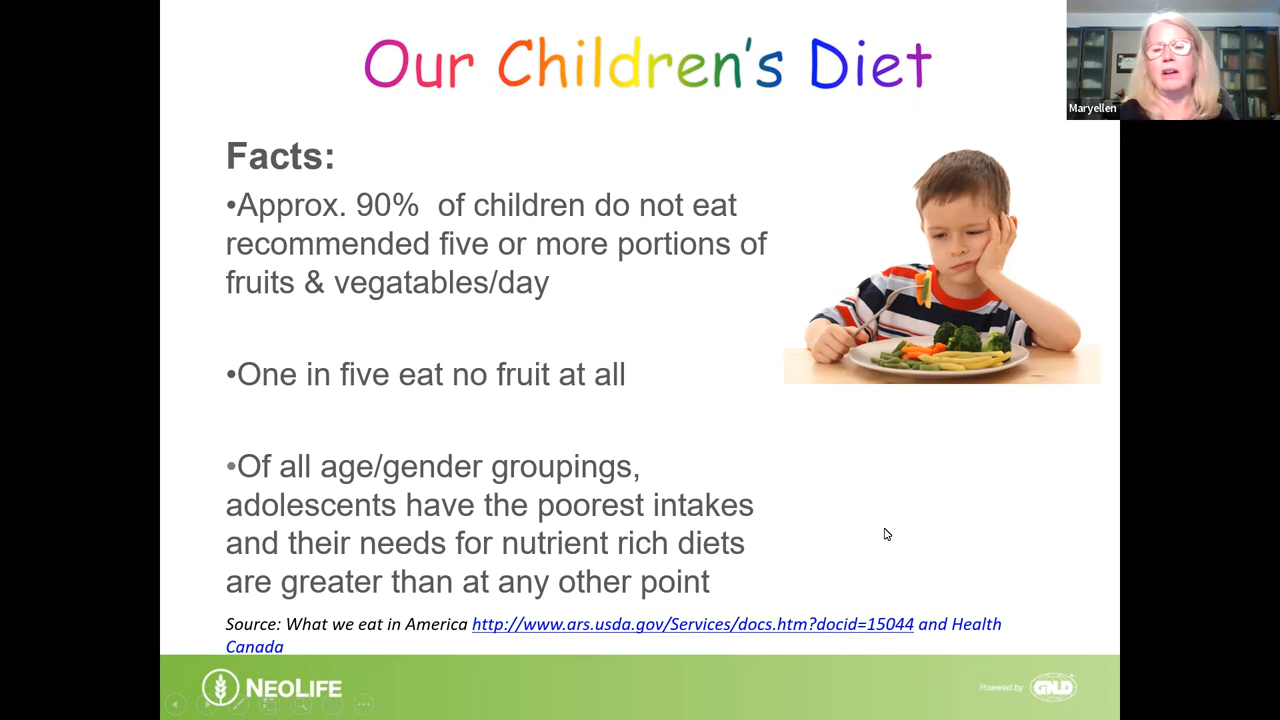 Our Children's Diet
Maryellen
Facts:
•Approx. 90%  of children do not eat
recommended five or more portions of
fruits & vegatables/day
•One in five eat no fruit at all
•Of all age/gender groupings,
adolescents have the poorest intakes
and their needs for nutrient rich diets
are greater than at any other point
Source: What we eat in America http://www.ars.usda.gov/Services/docs.htm?docid=15044 and Health
Canada
NEOLIFE
Powered by GNLD